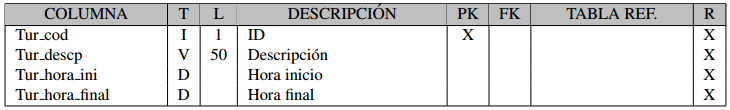 COLUMNA T L DESCRIPCIÓN PK FK TABLA REF. R
Tur_cod I 1 ID X X
Tur_descp V 50 Descripción X
Tur_hora_ini D Hora inicio X
Tur_hora_final D Hora final X